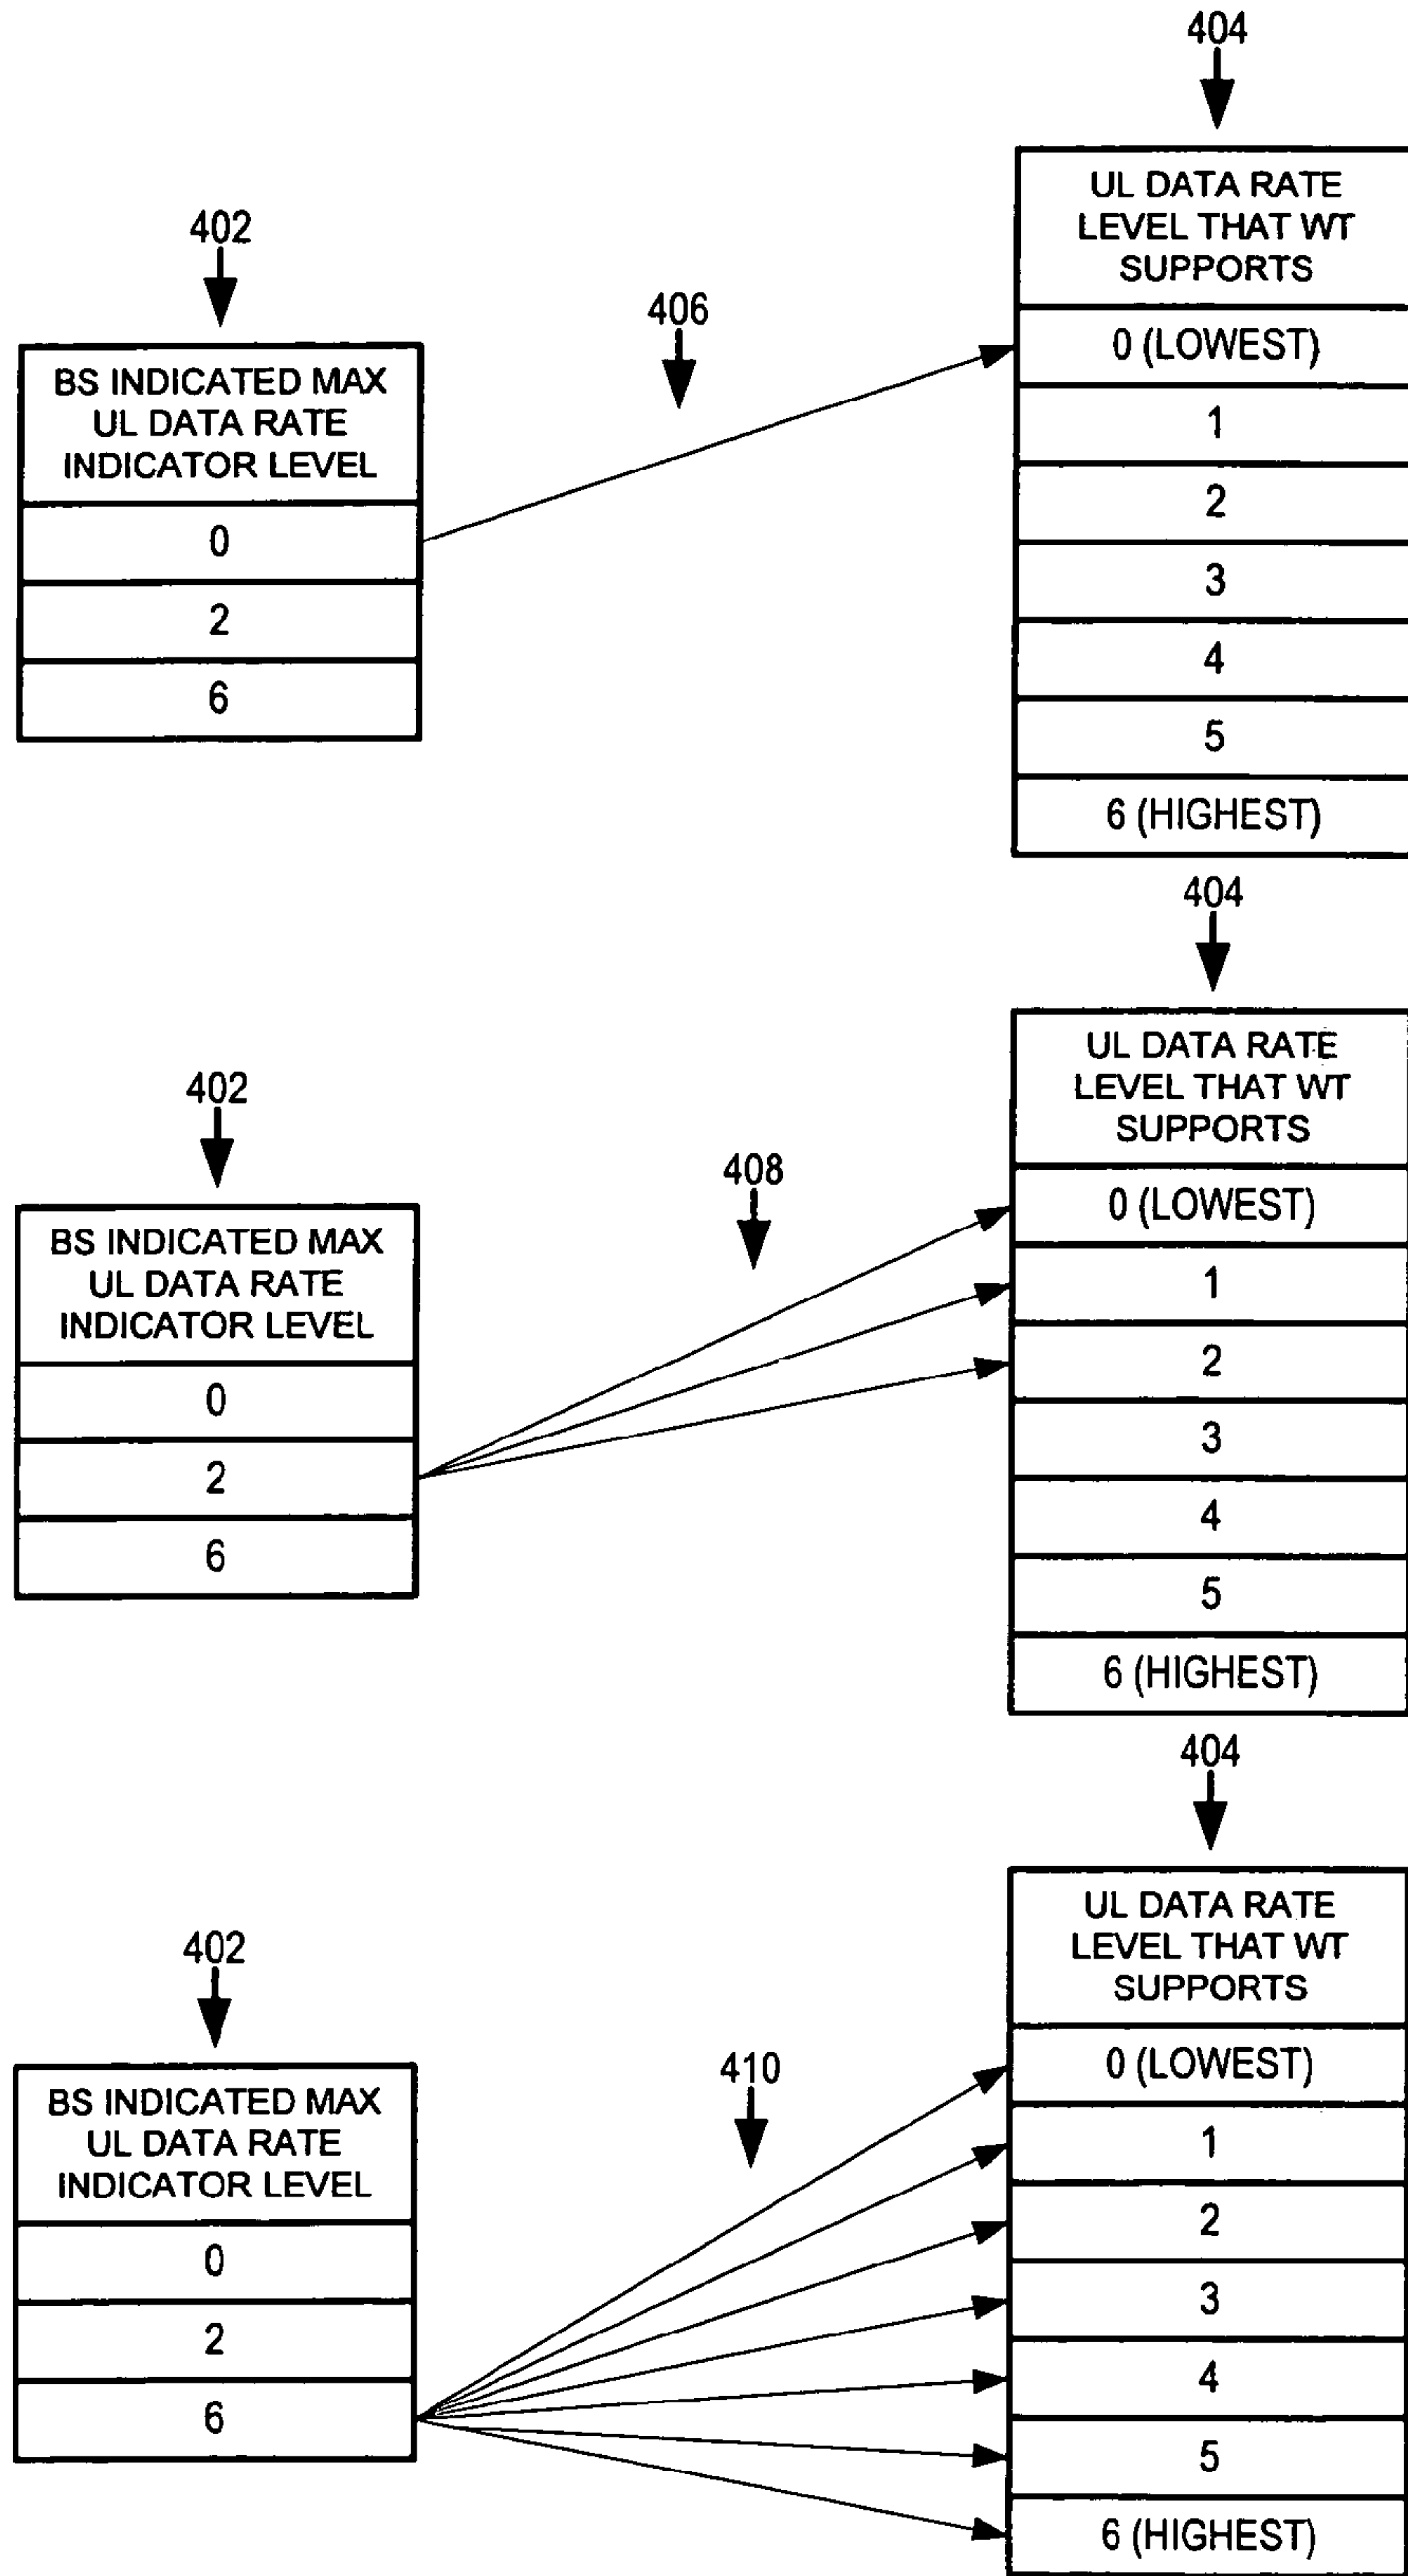 404
UL DATA RATE
LEVEL THAT WT
SUPPORTS
0 (LOWEST)
1
2
3
4
5
6 (HIGHEST)
402
BS INDICATED MAX
UL DATA RATE
INDICATOR LEVEL
0
2
6
406
404
UL DATA RATE
LEVEL THAT WT
SUPPORTS
0 (LOWEST)
1
2
3
4
5
6 (HIGHEST)
402
BS INDICATED MAX
UL DATA RATE
INDICATOR LEVEL
0
2
6
408
404
UL DATA RATE
LEVEL THAT WT
SUPPORTS
0 (LOWEST)
1
2
3
4
5
6 (HIGHEST)
402
BS INDICATED MAX
UL DATA RATE
INDICATOR LEVEL
0
2
6
410